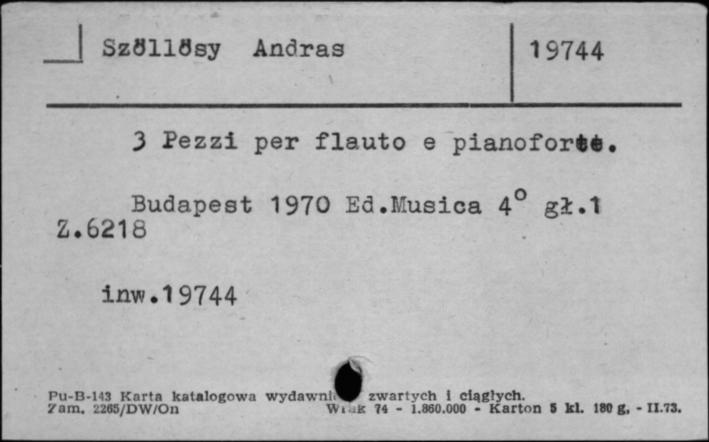 Szöllösy Andras 19744
3 Pezzi per flauto e pianoforte.
Budapest 1970 Ed.Musica 4° gł.1
Z.6218
inw.19744
Pu-B-143 Karta katalogowa zwartych i ciągłych.
Zam. 2265/DW/On 74 - 1.860.000 - Karton 5 kl. 180 g, - II.73.